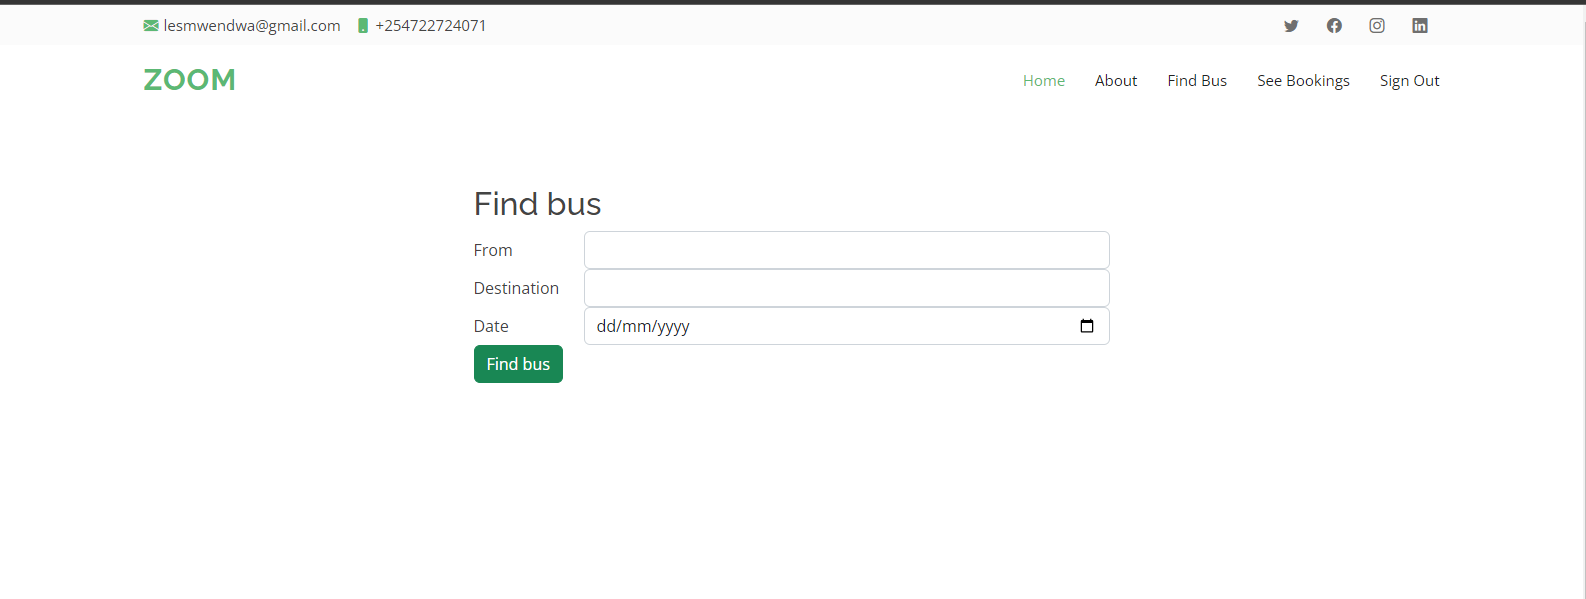 lesmwendwa@gmail.com +254722724071
ZOOM Home About Find Bus See Bookings Sign Out
Find bus
From
Destination
Date dd/mm/yyyy
Find bus